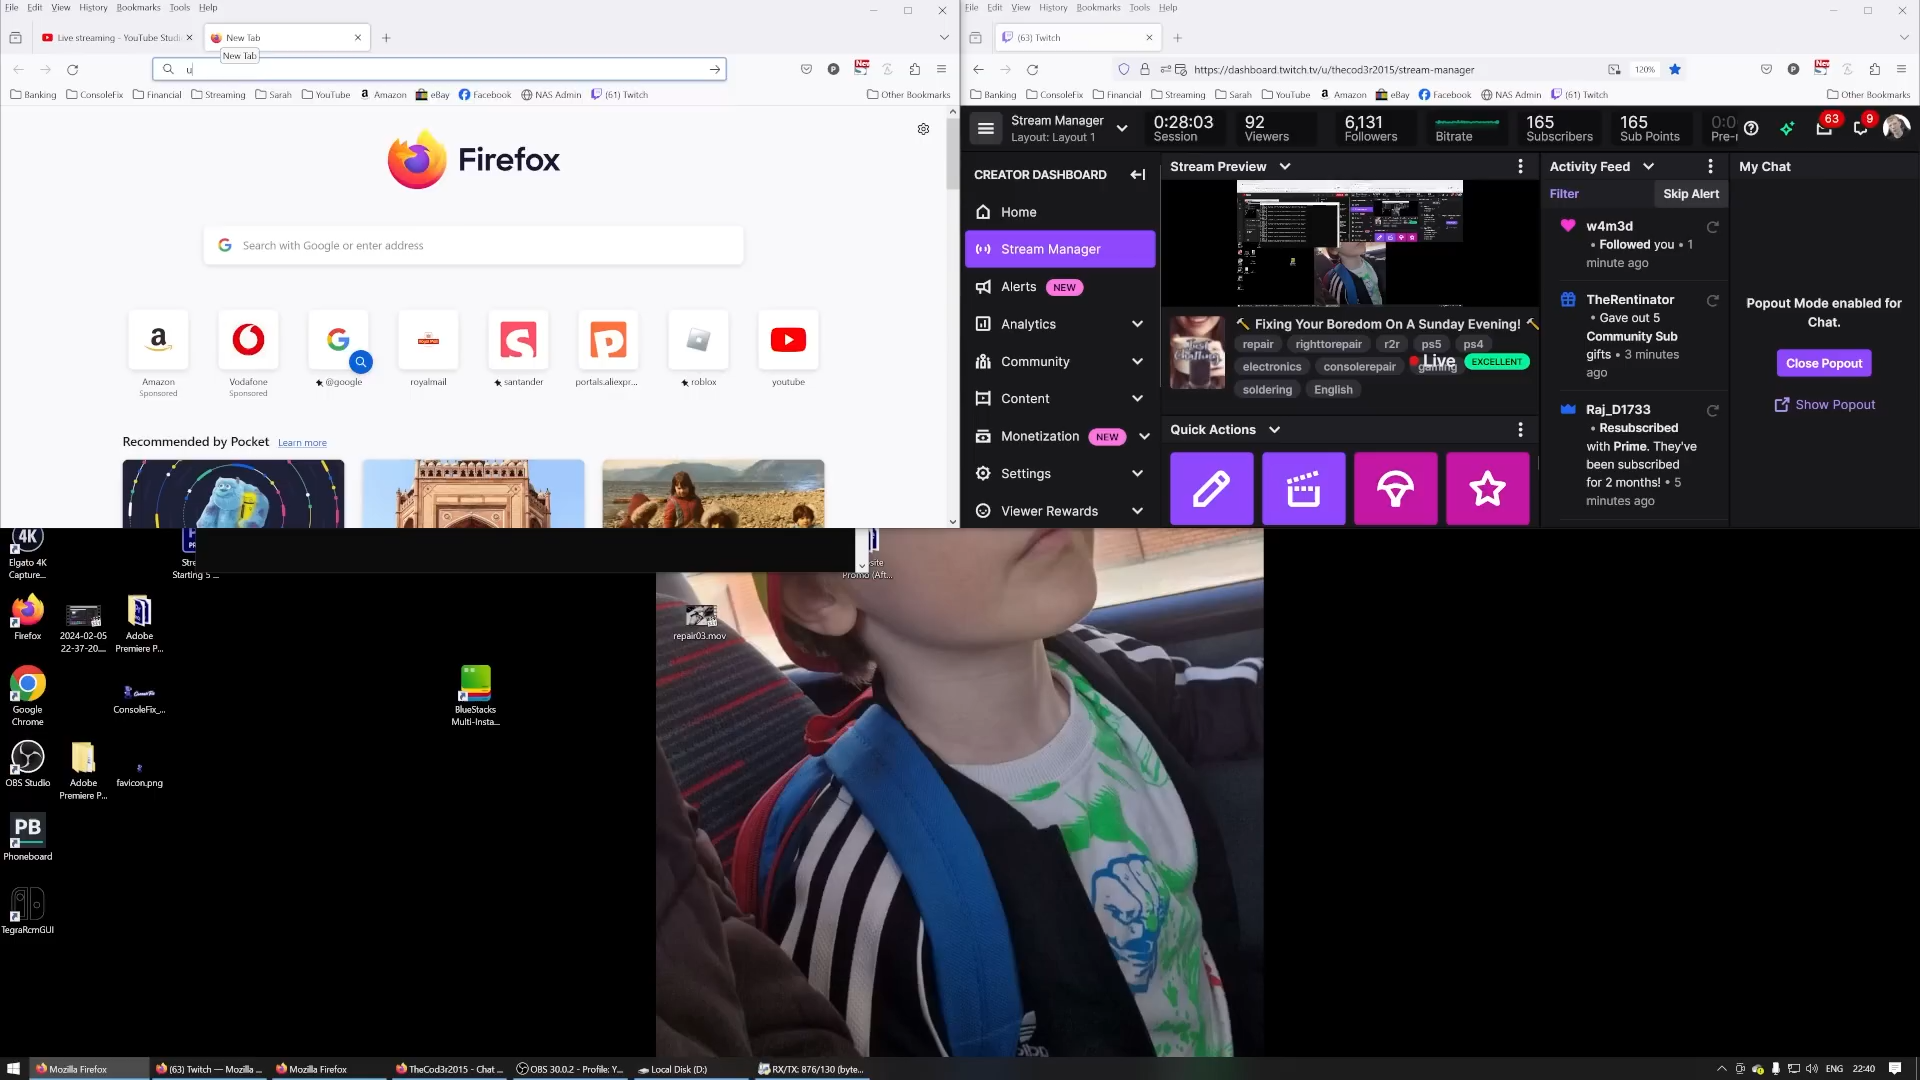 File Edit View History Bookmarks Tools Help
Live streaming - YouTube Studi
New Tab
New Tab
u
Banking ConsoleFix Financial Streaming Sarah YouTube Amazon eBay Facebook NAS Admin (61) Twitch Other Bookmarks
Firefox
Search with Google or enter address
Amazon
Sponsored
Vodafone
Sponsored
@google
royalmail
santander
portals.aliexpr...
roblox
youtube
Recommended by Pocket Learn more
File Edit View History Bookmarks Tools Help
(63) Twitch
https://dashboard.twitch.tv/u/thecod3r2015/stream-manager 120%
Banking ConsoleFix Financial Streaming Sarah YouTube Amazon eBay Facebook NAS Admin (61) Twitch Other Bookmarks
Stream Manager
Layout: Layout 1
0:28:03
Session
92
Viewers
6,131
Followers
Bitrate
165
Subscribers
165
Sub Points
0:0
Pre-r
63
9
CREATOR DASHBOARD
Home
Stream Manager
Alerts NEW
Analytics
Community
Content
Monetization NEW
Settings
Viewer Rewards
Stream Preview
Fixing Your Boredom On A Sunday Evening!
repair righttorepair r2r ps5 ps4
electronics consolerepair gaming
soldering English
Live EXCELLENT
Quick Actions
Activity Feed
Filter Skip Alert
w4m3d
• Followed you • 1
minute ago
TheRentinator
• Gave out 5
Community Sub
gifts • 3 minutes
ago
Raj_D1733
• Resubscribed
with Prime. They've
been subscribed
for 2 months! • 5
minutes ago
My Chat
Popout Mode enabled for
Chat.
Close Popout
Show Popout
4K
Elgato 4K
Capture...
Stre
Starting 5 ...
Promo (Aft...
Firefox
2024-02-05
22-37-20....
Adobe
Premiere P...
repair03.mov
Google
Chrome
ConsoleFix_...
BlueStacks
Multi-Insta...
OBS Studio
Adobe
Premiere P...
favicon.png
PB
Phoneboard
TegraRcmGUI
adidas
Mozilla Firefox
(63) Twitch — Mozilla ...
Mozilla Firefox
TheCod3r2015 - Chat ...
OBS 30.0.2 - Profile: Y...
Local Disk (D:)
RX/TX: 876/130 (byte...
ENG 22:40